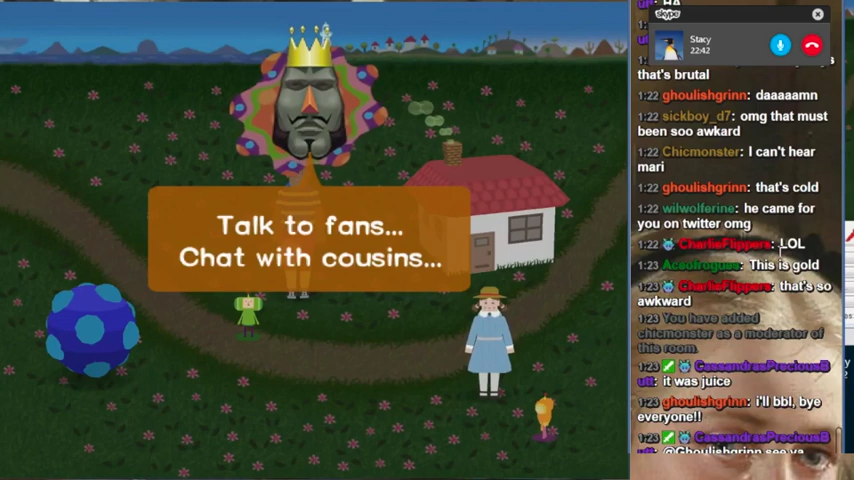 Talk to fans...
Chat with cousins...
skype
Stacy
22:42
that's brutal
1:22 ghoulishgrinn: daaaaamn
1:22 sickboy_d7: omg that must
been soo awkard
1:22 Chicmonster: I can't hear
mari
1:22 ghoulishgrinn: that's cold
1:22 wilwolferine: he came for
you on twitter omg
1:22 CharlieFlippers: LOL
1:23 Aceofrogues: This is gold
1:23 CharlieFlippers: that's so
awkward
1:23 You have added
chicmonster as a moderator of
this room.
1:23 CassandrasPreciousB
utt: it was juice
1:23 ghoulishgrinn: i'll bbl, bye
everyone!!
1:23 CassandrasPreciousB
utt: @Ghoulishgrinn see ya